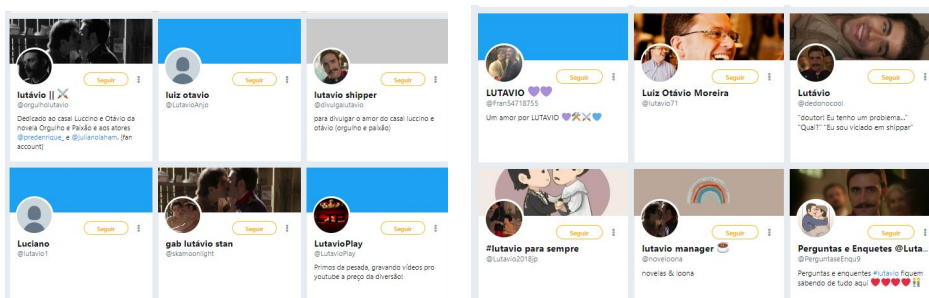 Seguir
lutávio || ⚔️
@orgulholutavio
Dedicado ao casal Luccino e Otávio da
novela Orgulho e Paixão e aos atores
@predenrique_ e @julianolaham. (fan
account)
Seguir
luiz otavio
@LutavioAnjo
Seguir
lutavio shipper
@divulgalutavio
para divulgar o amor do casal luccino e
otávio (orgulho e paixão)
Seguir
Luciano
@lutavio1
Seguir
gab lutávio stan
@skamoonlight
Seguir
LutavioPlay
@LutavioPlay
Primos da pesada, gravando vídeos pro
youtube a preço da diversão!
Seguir
LUTAVIO 💜💜
@Fran54718755
Um amor por LUTAVIO 💜⚒️⚔️💙
Seguir
Luiz Otávio Moreira
@lutavio71
Seguir
Lutávio
@dedonocool
"doutor! Eu tenho um problema..."
"Qual?" "Eu sou viciado em shippar"
Seguir
#lutavio para sempre
@Lutavio2018jp
Seguir
lutavio manager ☕
@noveloona
novelas & loona
Seguir
Perguntas e Enquetes @Luta...
@PerguntaseEnqu9
Perguntas e enquentes #lutavio fiquem
sabendo de tudo aqui ❤️❤️❤️❤️👬